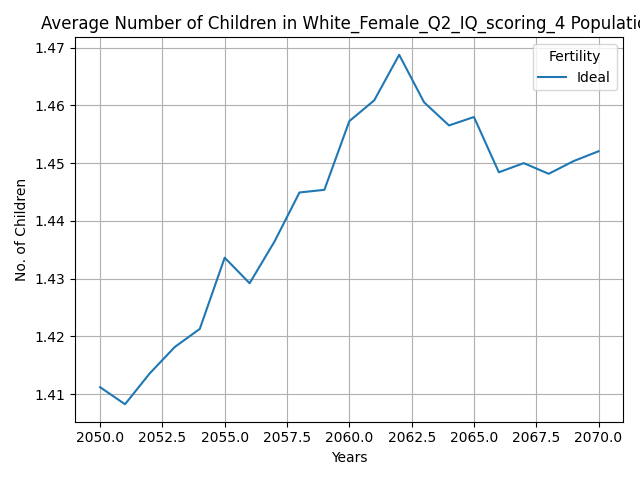 Average Number of Children in White_Female_Q2_IQ_scoring_4 Populatio
1.47
1.46
1.45
1.44
1.43
1.42
1.41
No. of Children
Fertility
Ideal
2050.0 2052.5 2055.0 2057.5 2060.0 2062.5 2065.0 2067.5 2070.0
Years